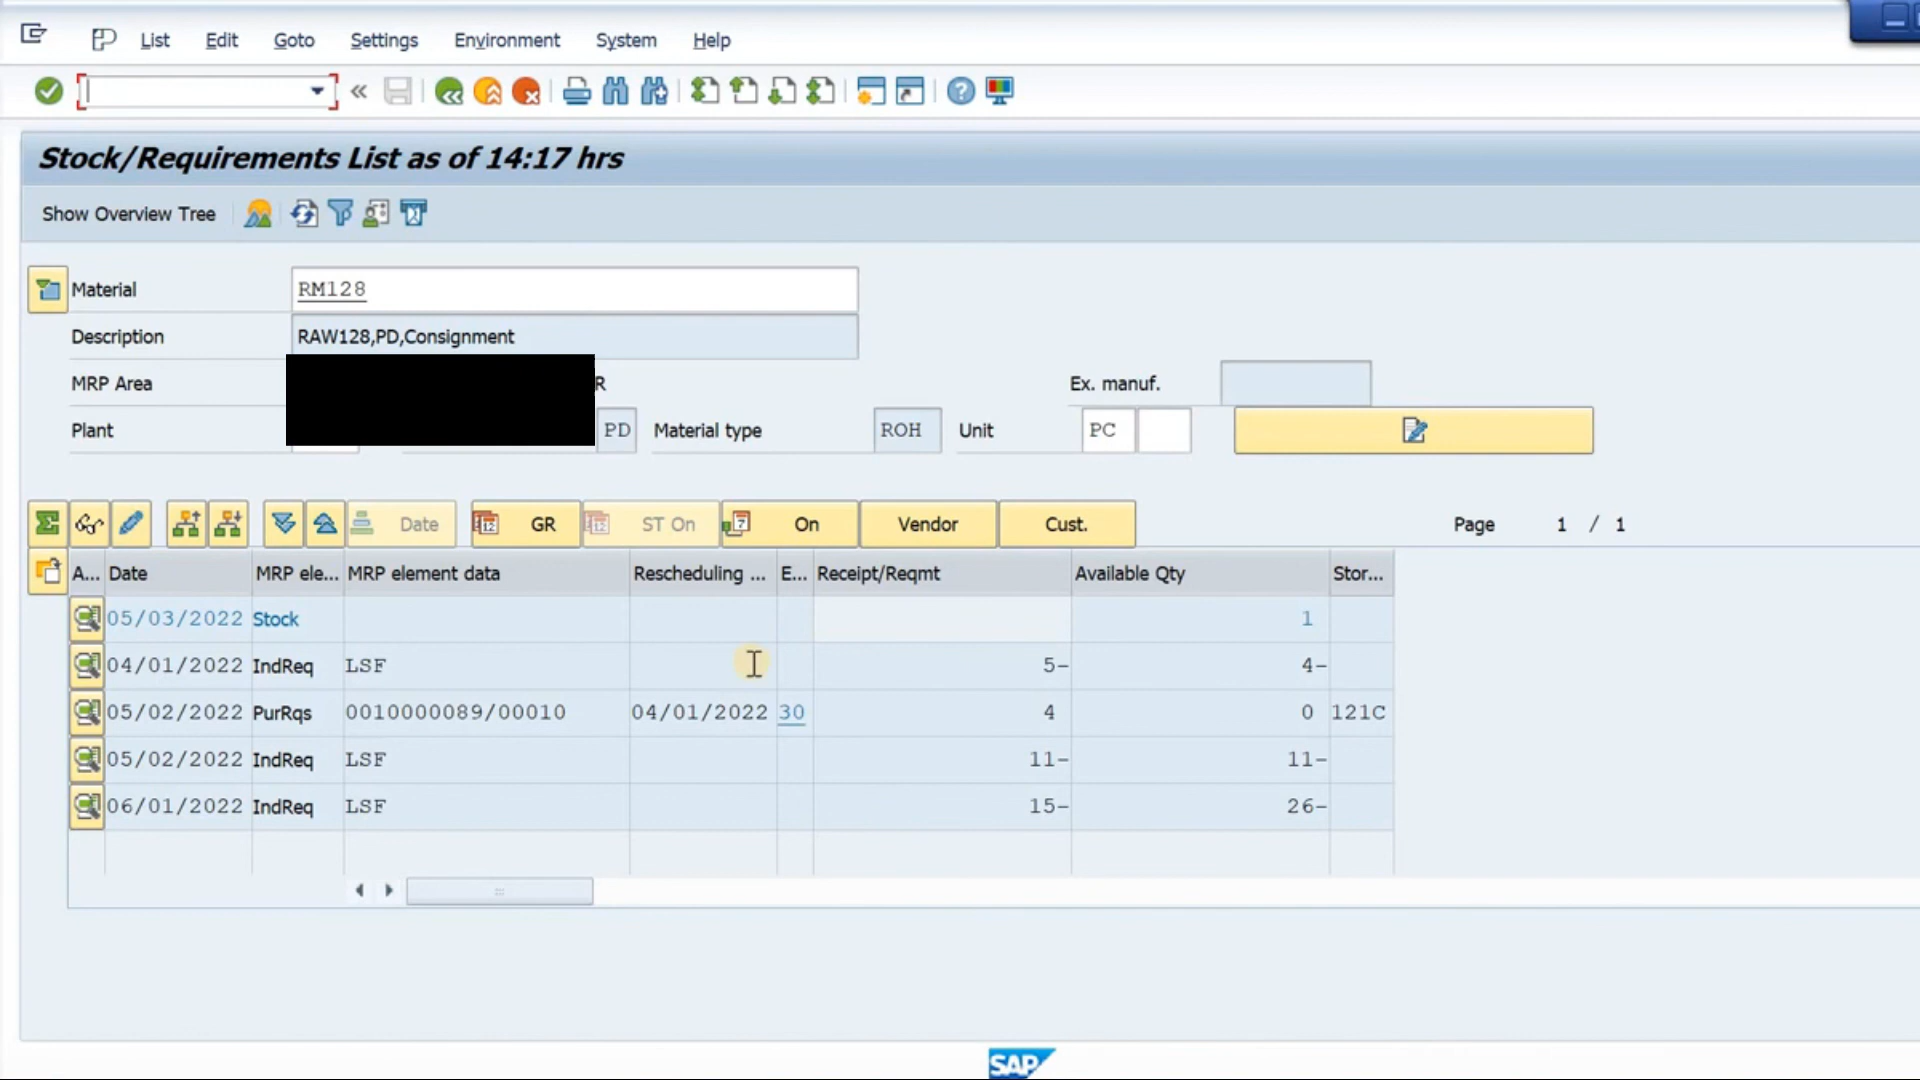 List Edit Goto Settings Environment System Help
Stock/Requirements List as of 14:17 hrs
Show Overview Tree
Material RM128
Description RAW128,PD,Consignment
MRP Area R Ex. manuf.
Plant PD Material type ROH Unit PC
Date GR ST On On Vendor Cust. Page 1 / 1
A... Date MRP ele... MRP element data Rescheduling ... E... Receipt/Reqmt Available Qty Stor...
05/03/2022 Stock 1
04/01/2022 IndReq LSF 5- 4-
05/02/2022 PurRqs 0010000089/00010 04/01/2022 30 4 0 121C
05/02/2022 IndReq LSF 11- 11-
06/01/2022 IndReq LSF 15- 26-
SAP